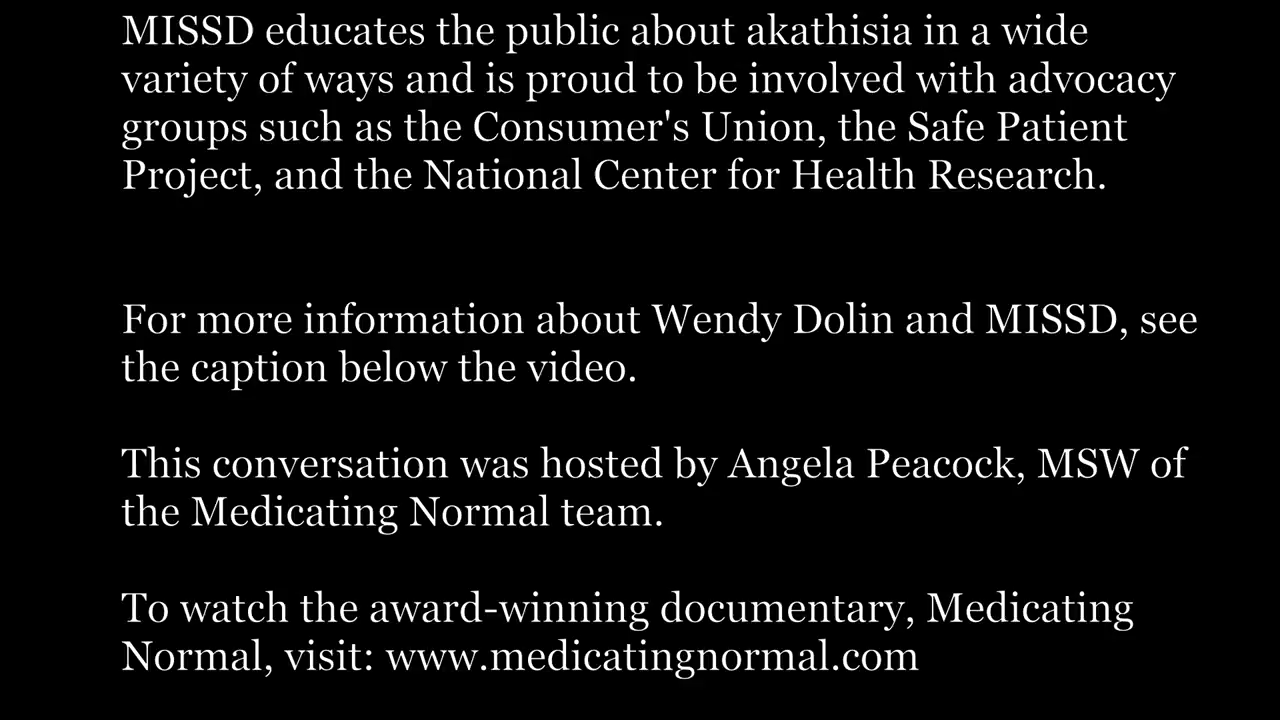 MISSD educates the public about akathisia in a wide
variety of ways and is proud to be involved with advocacy
groups such as the Consumer's Union, the Safe Patient
Project, and the National Center for Health Research.
For more information about Wendy Dolin and MISSD, see
the caption below the video.
This conversation was hosted by Angela Peacock, MSW of
the Medicating Normal team.
To watch the award-winning documentary, Medicating
Normal, visit: www.medicatingnormal.com